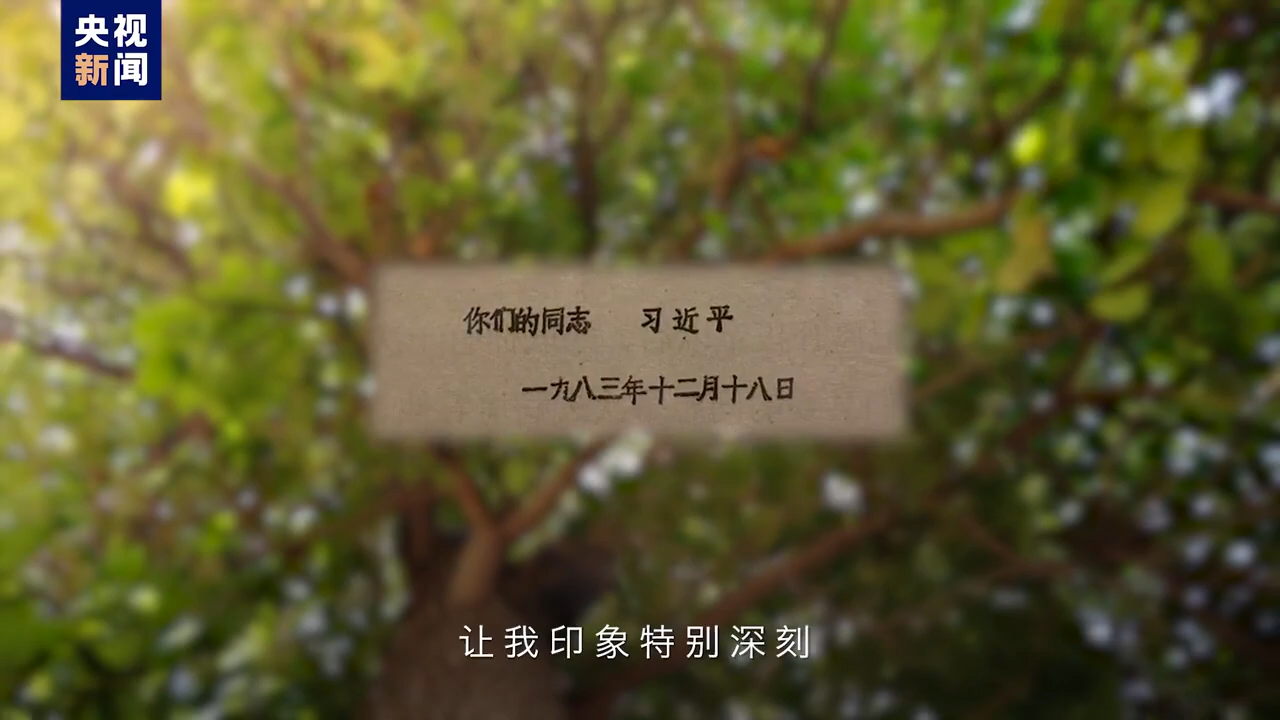 央视
新闻
你们的同志 习近平
一九八三年十二月十八日
让我印象特别深刻